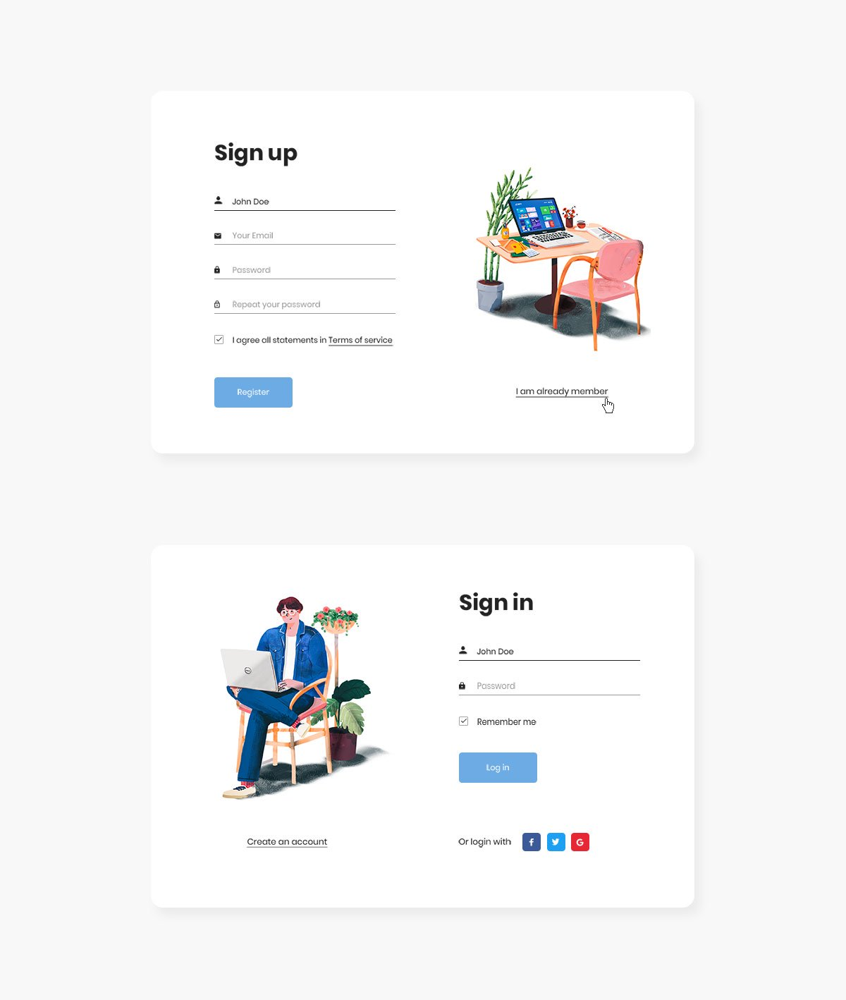 Sign up
John Doe
Your Email
Password
Repeat your password
I agree all statements in Terms of service
Register
I am already member
Sign in
John Doe
Password
Remember me
Log in
Create an account
Or login with